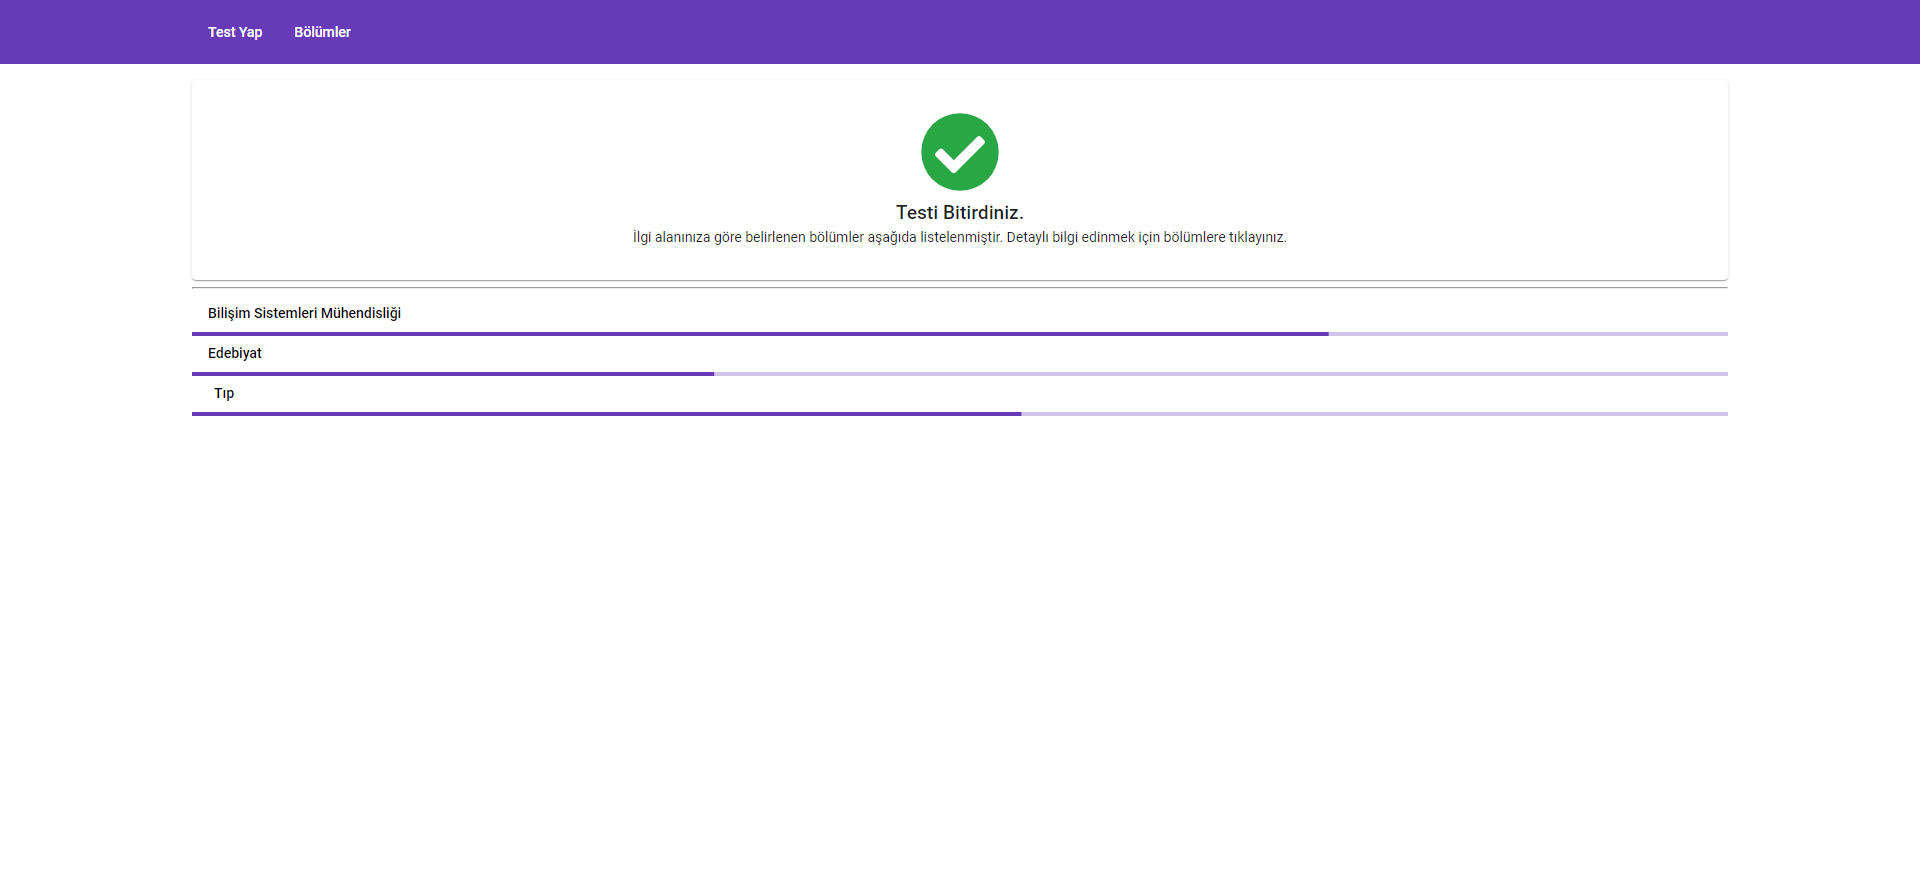 Test Yap Bölümler
Testi Bitirdiniz.
İlgi alanınıza göre belirlenen bölümler aşağıda listelenmiştir. Detaylı bilgi edinmek için bölümlere tıklayınız.
Bilişim Sistemleri Mühendisliği
Edebiyat
Tıp